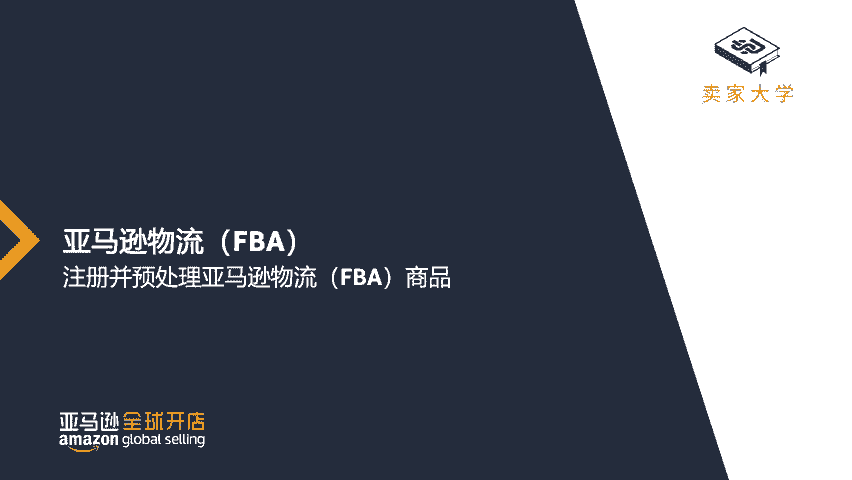 卖家大学
亚马逊物流（FBA）
注册并预处理亚马逊物流（FBA）商品
亚马逊全球开店
amazon global selling